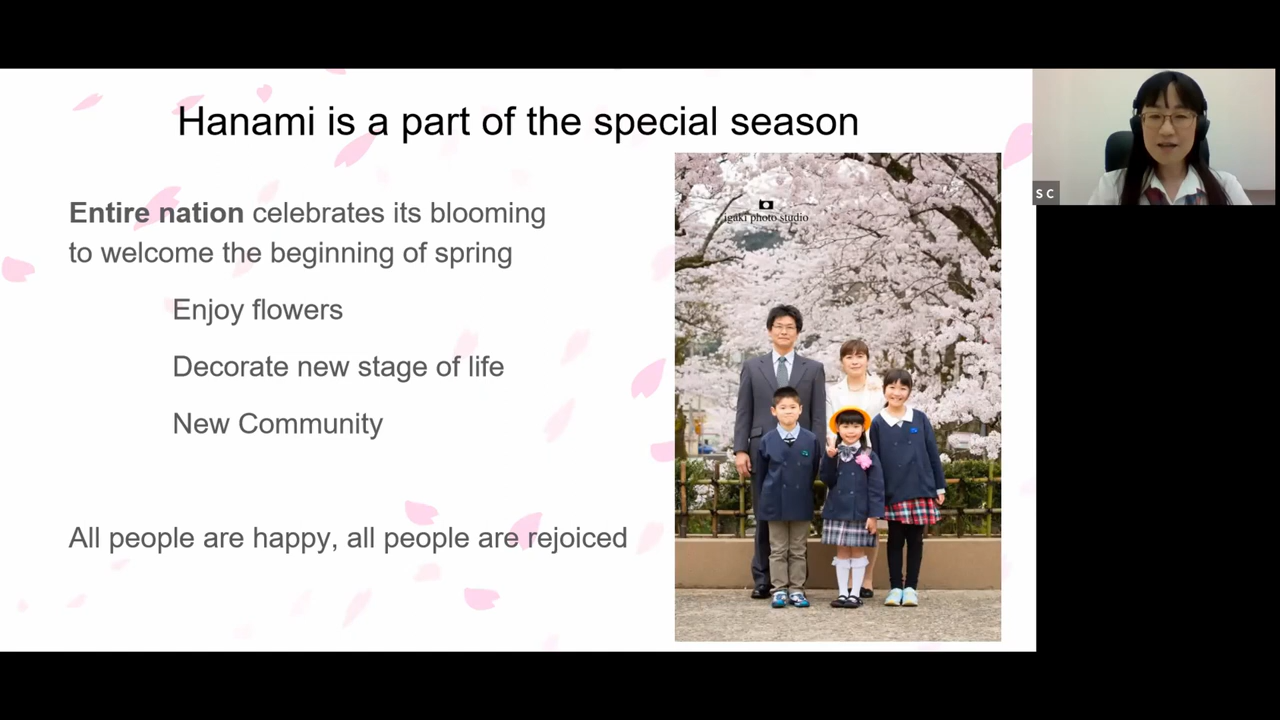 Hanami is a part of the special season
Entire nation celebrates its blooming
to welcome the beginning of spring
Enjoy flowers
Decorate new stage of life
New Community
All people are happy, all people are rejoiced
igaki photo studio
S C